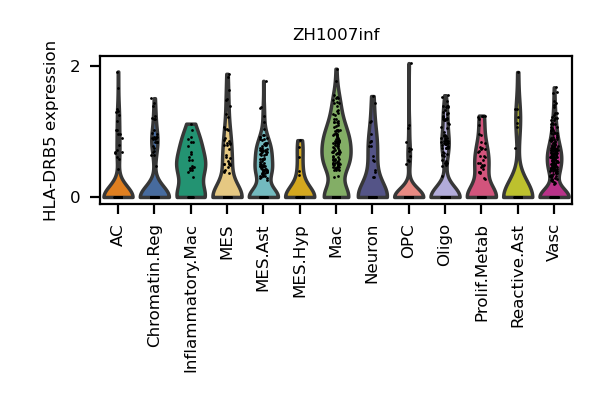 ZH1007inf
HLA-DRB5 expression
2
0
AC
Chromatin.Reg
Inflammatory.Mac
MES
MES.Ast
MES.Hyp
Mac
Neuron
OPC
Oligo
Prolif.Metab
Reactive.Ast
Vasc